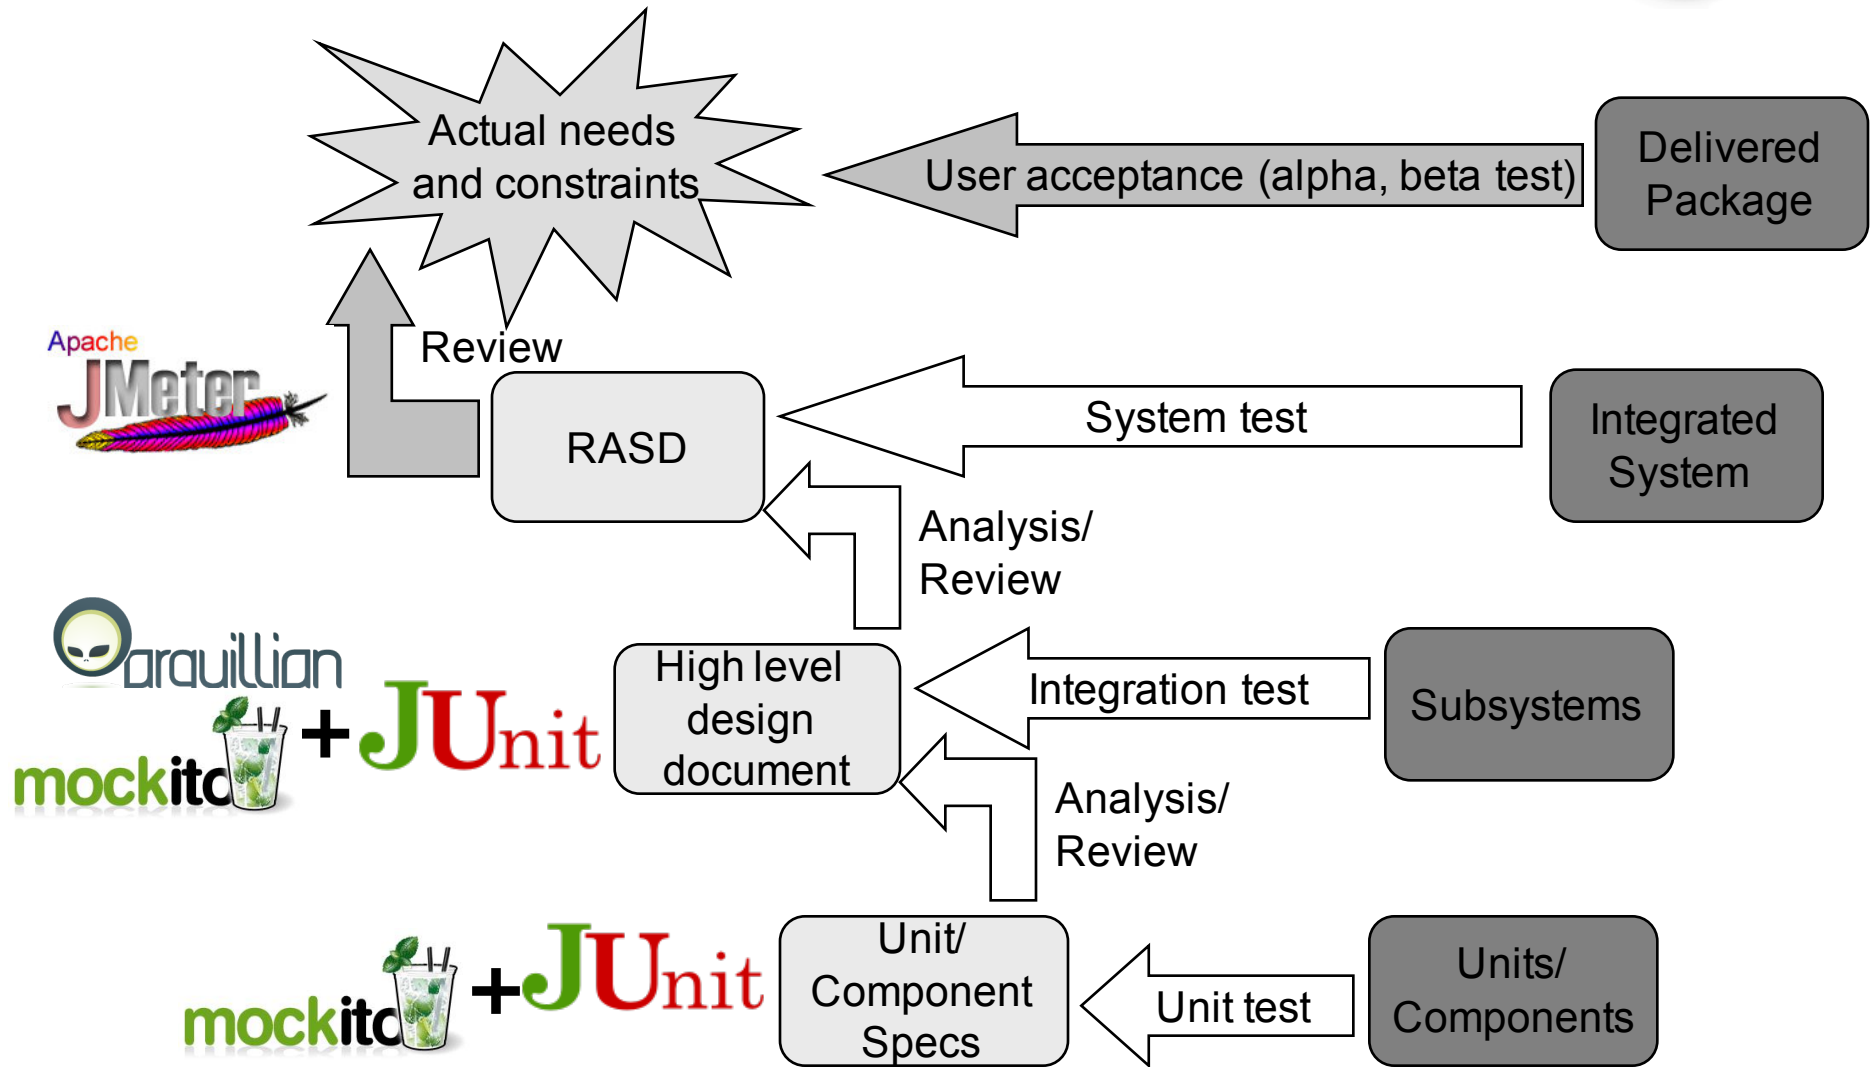 Actual needs
and constraints
User acceptance (alpha, beta test)
Delivered
Package
Apache
JMeter
Review
RASD
System test
Integrated
System
Analysis/
Review
arquillian
mockito
+
JUnit
High level
design
document
Integration test
Subsystems
Analysis/
Review
mockito
+
JUnit
Unit/
Component
Specs
Unit test
Units/
Components